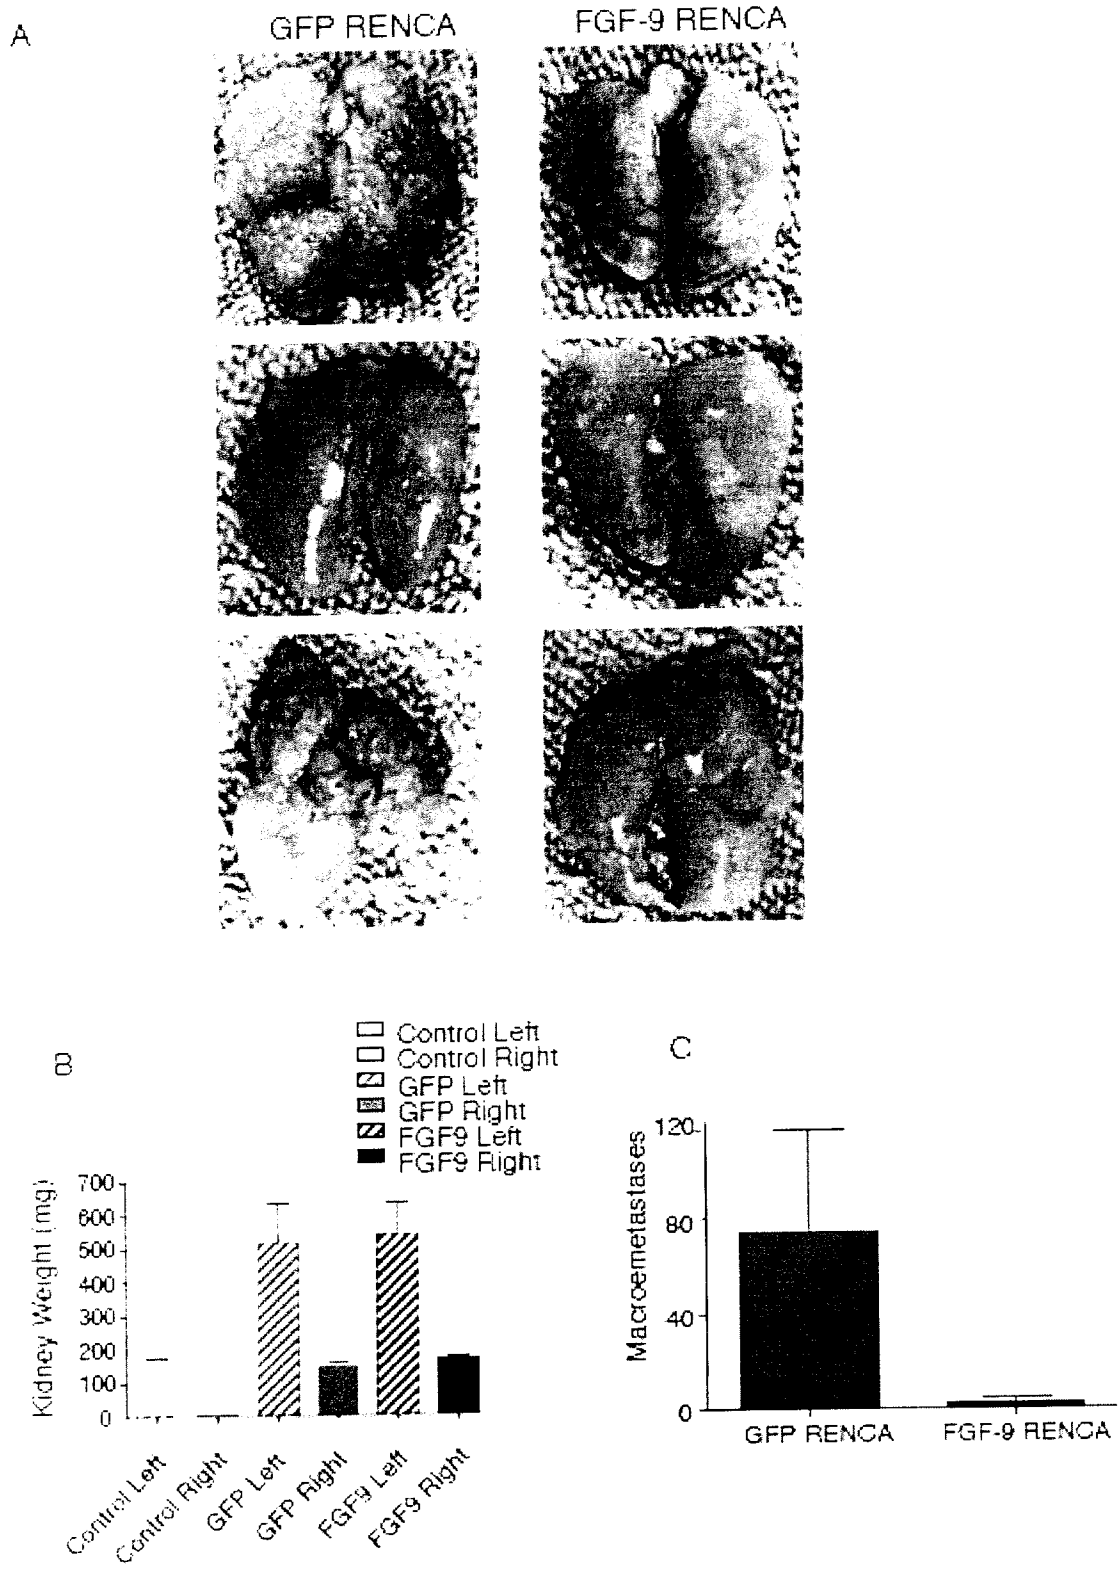 A
GFP RENCA
FGF-9 RENCA
B
Control Left
Control Right
GFP Left
GFP Right
FGF9 Left
FGF9 Right
Kidney Weight (mg)
700
600
500
400
300
200
100
0
Control Left
Control Right
GFP Left
GFP Right
FGF9 Left
FGF9 Right
C
Macroemetastases
120
80
40
0
GFP RENCA
FGF-9 RENCA